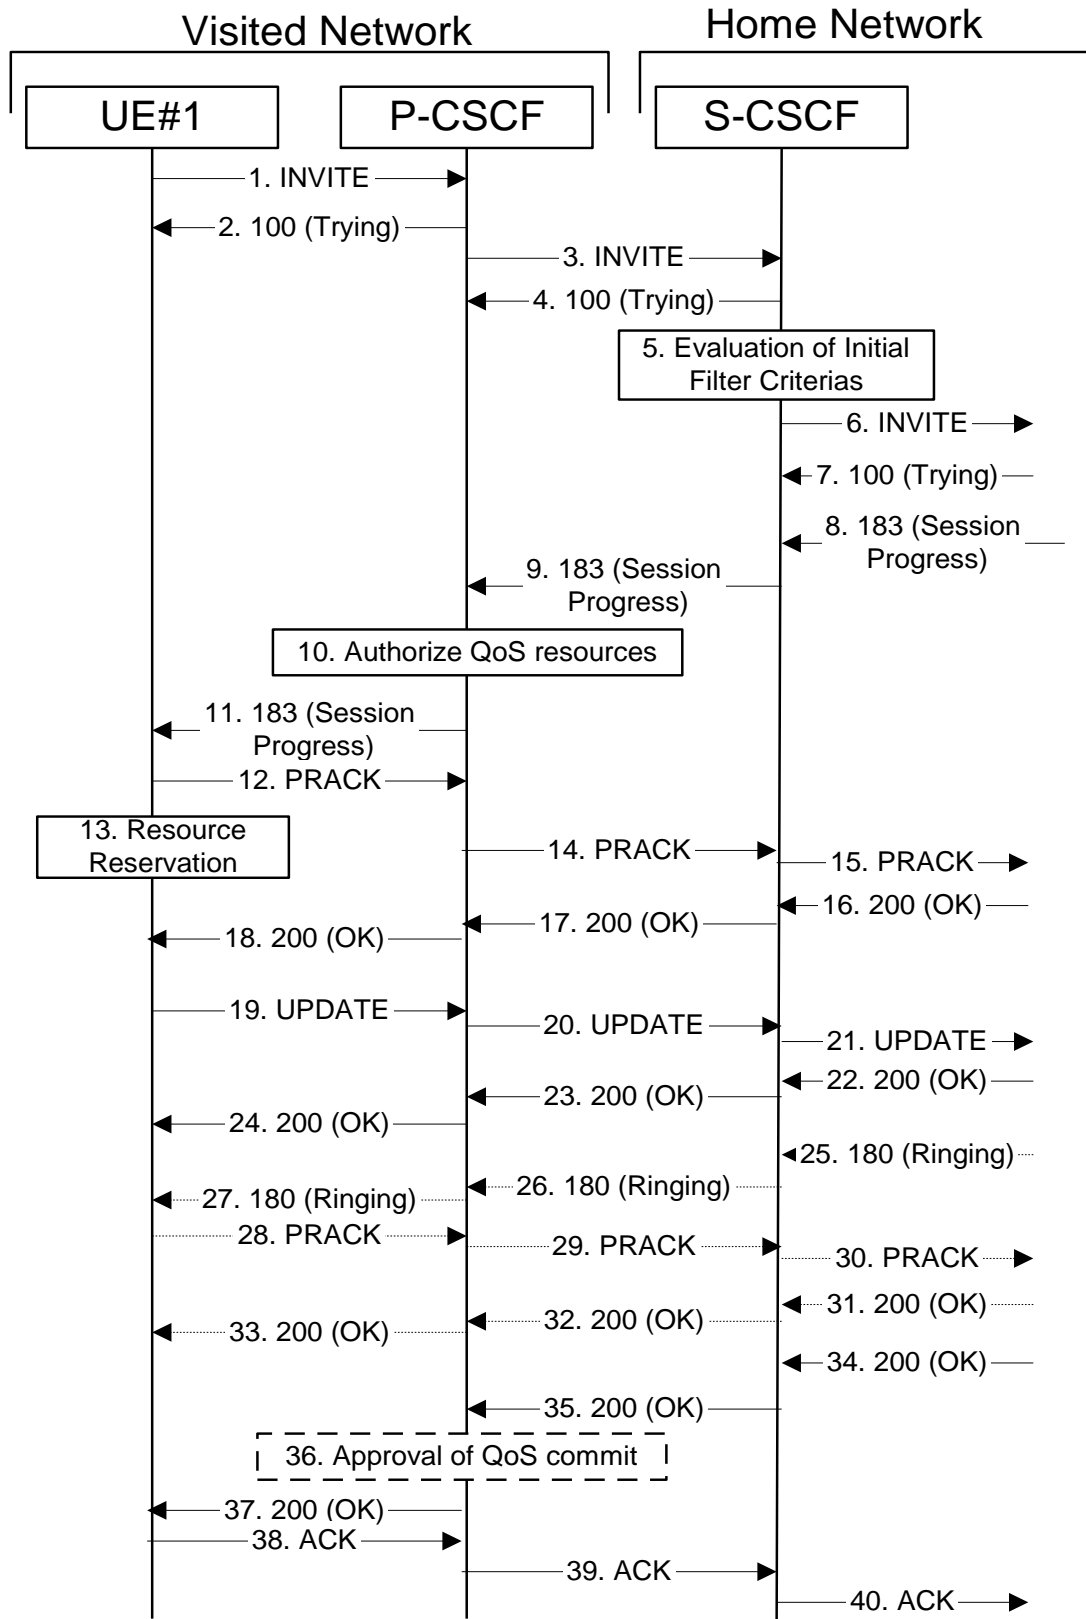 Visited Network
Home Network
UE#1
P-CSCF
S-CSCF
1. INVITE
2. 100 (Trying)
3. INVITE
4. 100 (Trying)
5. Evaluation of Initial
Filter Criterias
6. INVITE
7. 100 (Trying)
8. 183 (Session
Progress)
9. 183 (Session
Progress)
10. Authorize QoS resources
11. 183 (Session
Progress)
12. PRACK
13. Resource
Reservation
14. PRACK
15. PRACK
16. 200 (OK)
17. 200 (OK)
18. 200 (OK)
19. UPDATE
20. UPDATE
21. UPDATE
22. 200 (OK)
23. 200 (OK)
24. 200 (OK)
25. 180 (Ringing)
26. 180 (Ringing)
27. 180 (Ringing)
28. PRACK
29. PRACK
30. PRACK
31. 200 (OK)
32. 200 (OK)
33. 200 (OK)
34. 200 (OK)
35. 200 (OK)
36. Approval of QoS commit
37. 200 (OK)
38. ACK
39. ACK
40. ACK